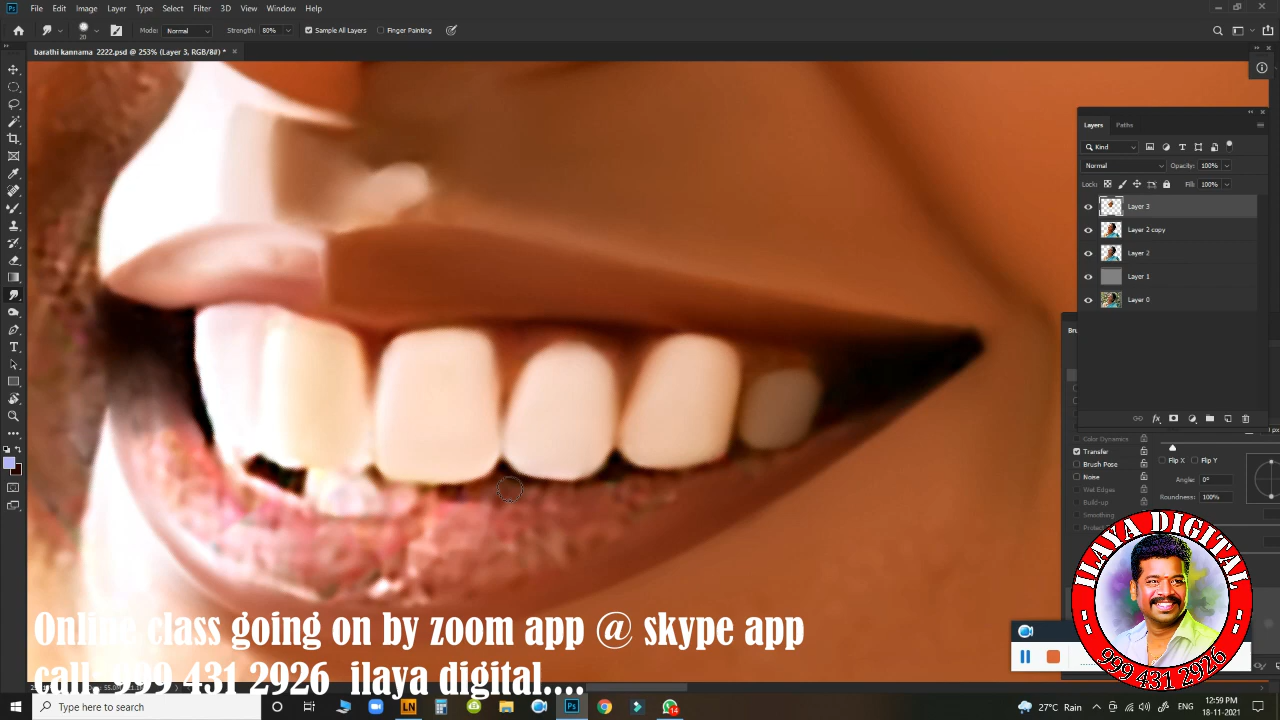 File Edit Image Layer Type Select Filter 3D View Window Help
20 Mode: Normal Strength: 80% Sample All Layers Finger Painting
barathi kannama 2222.psd @ 253% (Layer 3, RGB/8#) *
Layers Paths
Kind
Normal Opacity: 100%
Lock: Fill: 100%
Layer 3
Layer 2 copy
Layer 2
Layer 1
Layer 0
Color Dynamics
Transfer
Brush Pose
Noise
Wet Edges
Build-up
Smoothing
Flip X Flip Y
Angle: 0°
Roundness: 100%
ILAYA DIGITAL
999 431 2926
Online class going on by zoom app @ skype app
call. 999 431 2926 ilaya digital....
Type here to search
LN
Ps
14
27°C Rain
12:59 PM
18-11-2021